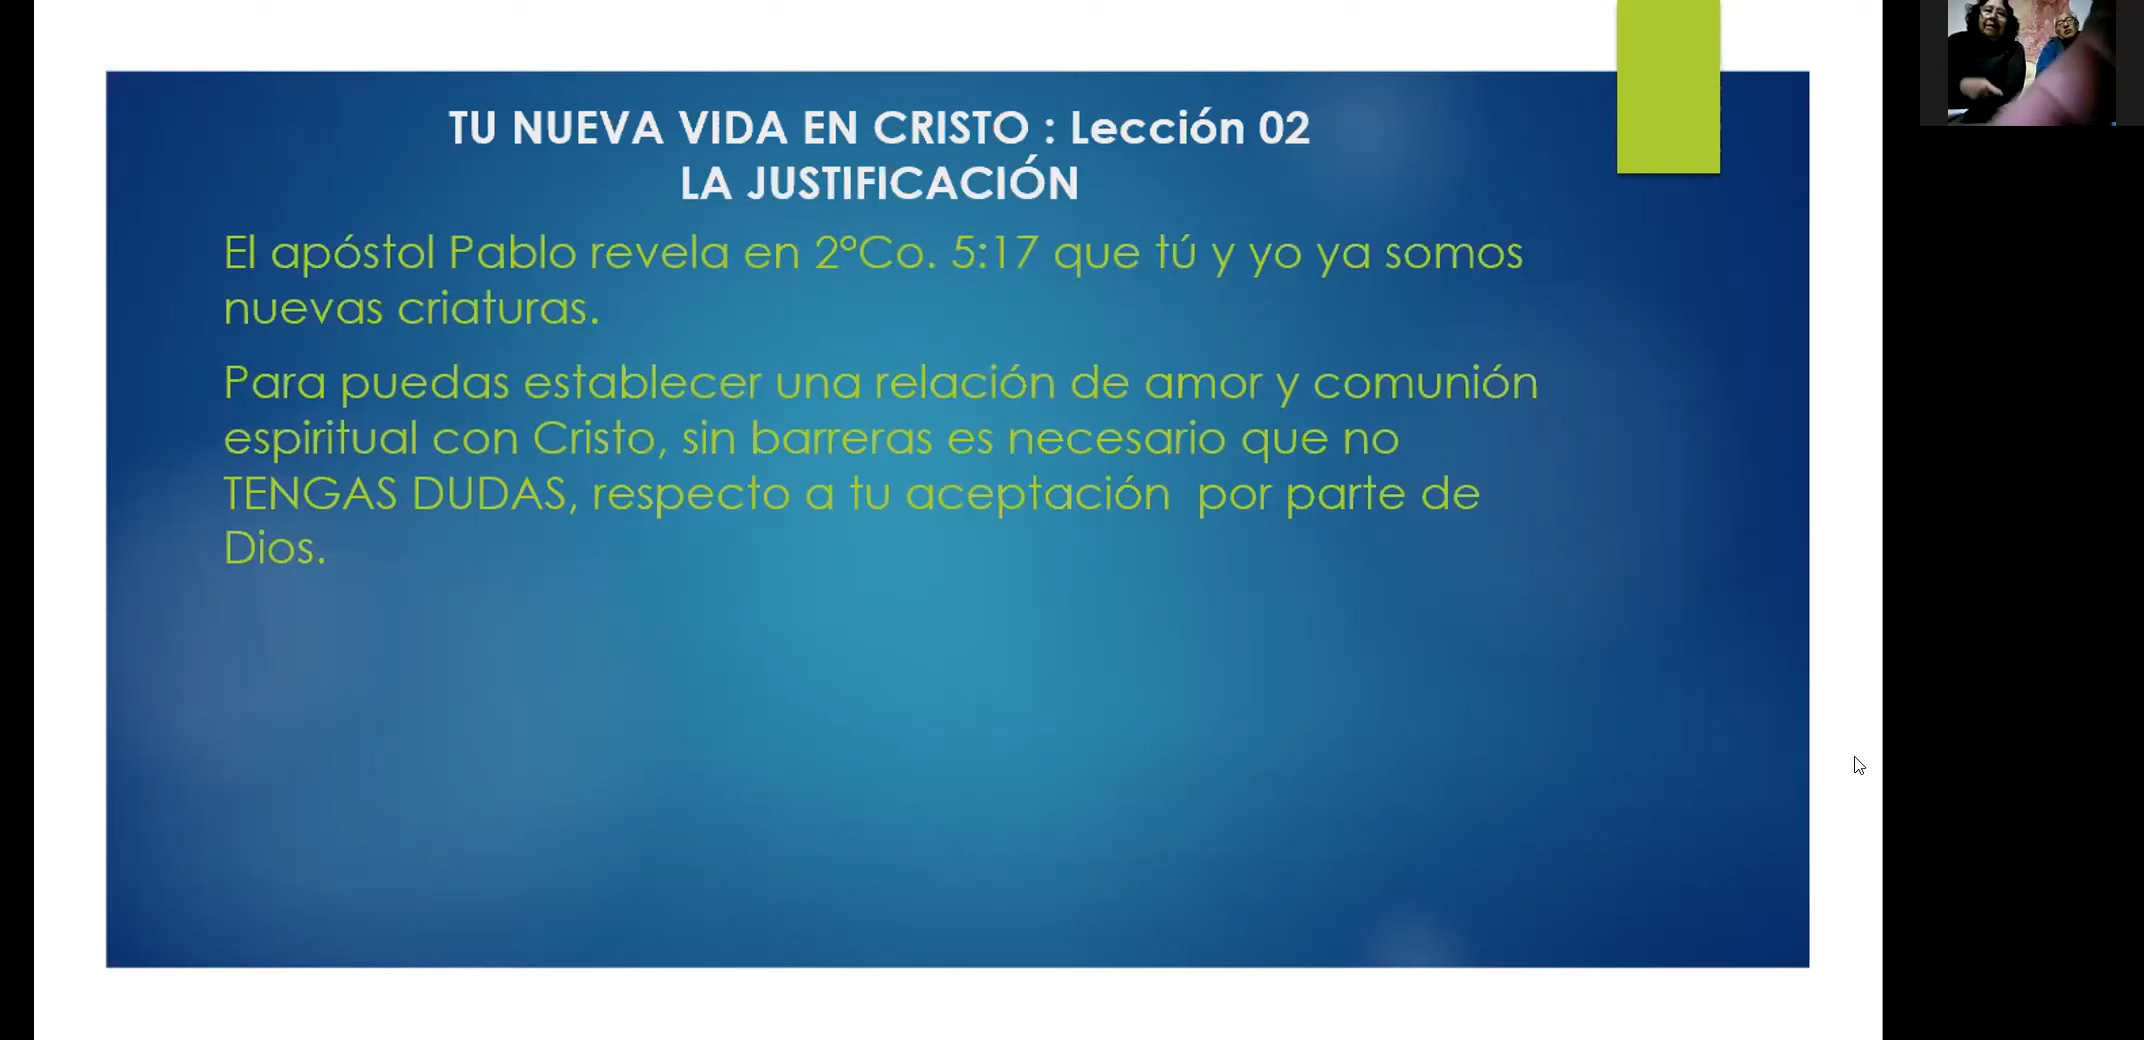 TU NUEVA VIDA EN CRISTO : Lección 02
LA JUSTIFICACIÓN
El apóstol Pablo revela en 2°Co. 5:17 que tú y yo ya somos
nuevas criaturas.
Para puedas establecer una relación de amor y comunión
espiritual con Cristo, sin barreras es necesario que no
TENGAS DUDAS, respecto a tu aceptación  por parte de
Dios.